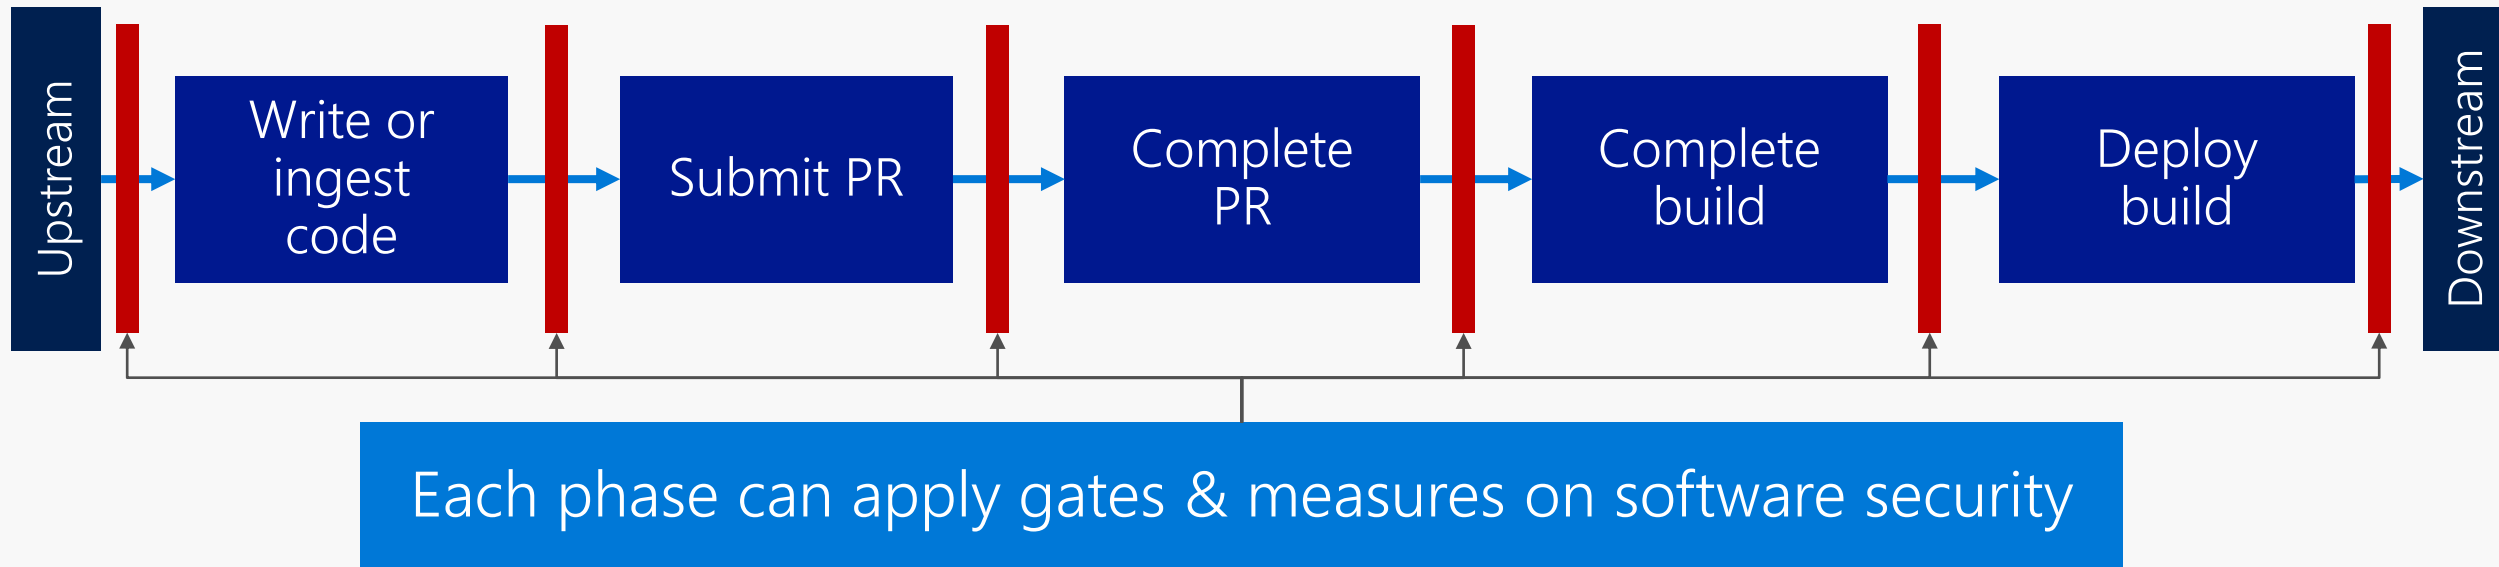 Upstream
Write or
ingest
code
Submit PR
Complete
PR
Complete
build
Deploy
build
Downstream
Each phase can apply gates & measures on software security